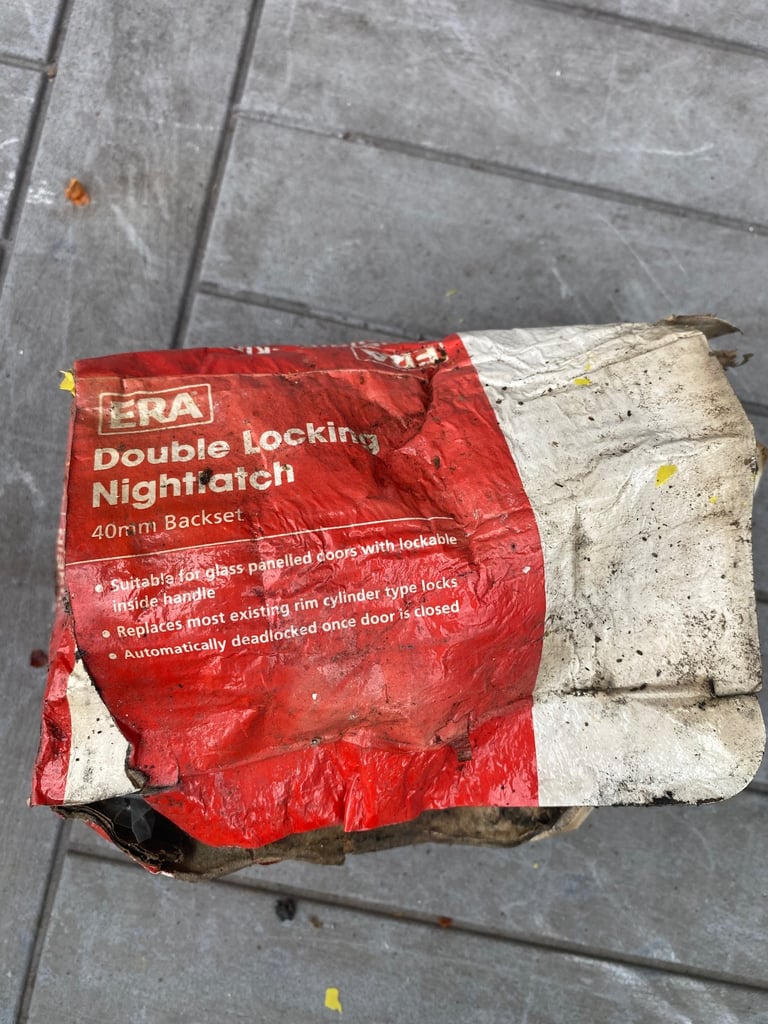 ERA
Double Locking
Nightlatch
40mm Backset
• Suitable for glass panelled doors with lockable
inside handle
• Replaces most existing rim cylinder type locks
• Automatically deadlocked once door is closed